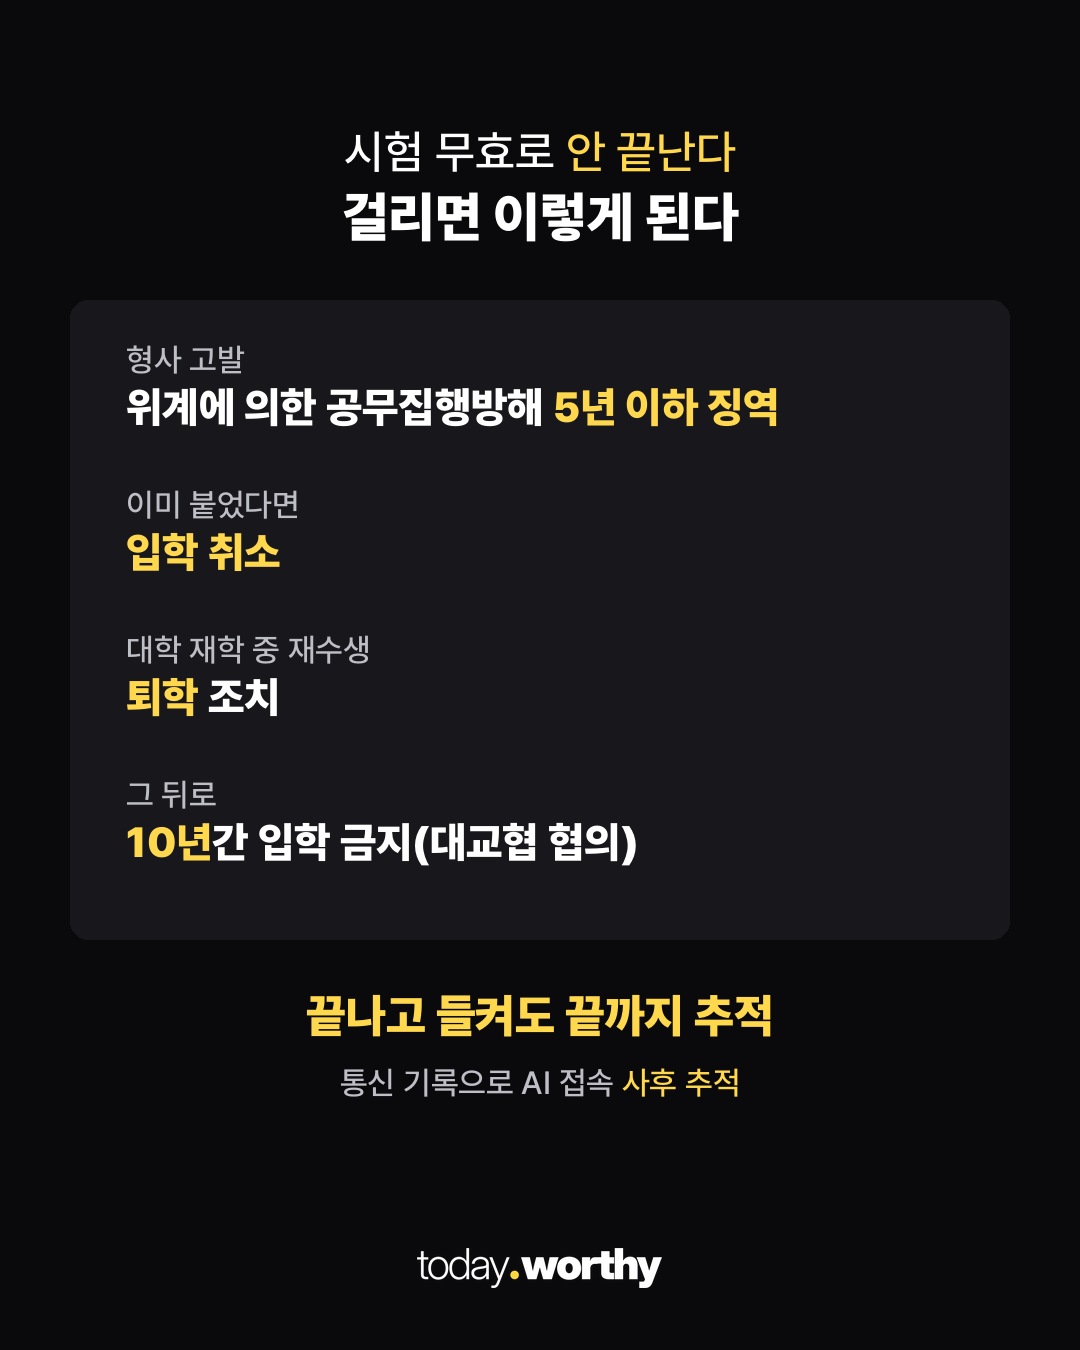 시험 무효로 안 끝난다
걸리면 이렇게 된다
형사 고발
위계에 의한 공무집행방해 5년 이하 징역
이미 붙었다면
입학 취소
대학 재학 중 재수생
퇴학 조치
그 뒤로
10년간 입학 금지(대교협 협의)
끝나고 들켜도 끝까지 추적
통신 기록으로 AI 접속 사후 추적
today.worthy